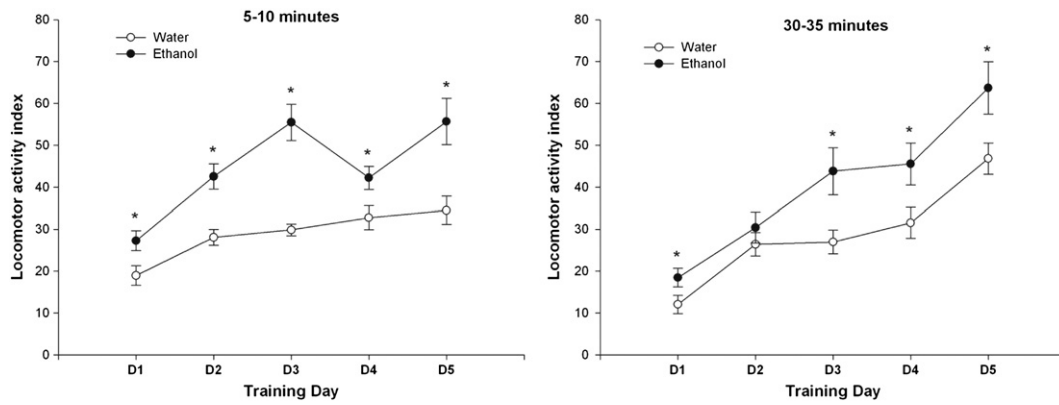 5-10 minutes
Water
Ethanol
Locomotor activity index
80
70
60
50
40
30
20
10
0
*
*
*
*
*
D1 D2 D3 D4 D5
Training Day
30-35 minutes
Water
Ethanol
Locomotor activity index
80
70
60
50
40
30
20
10
0
*
*
*
*
D1 D2 D3 D4 D5
Training Day